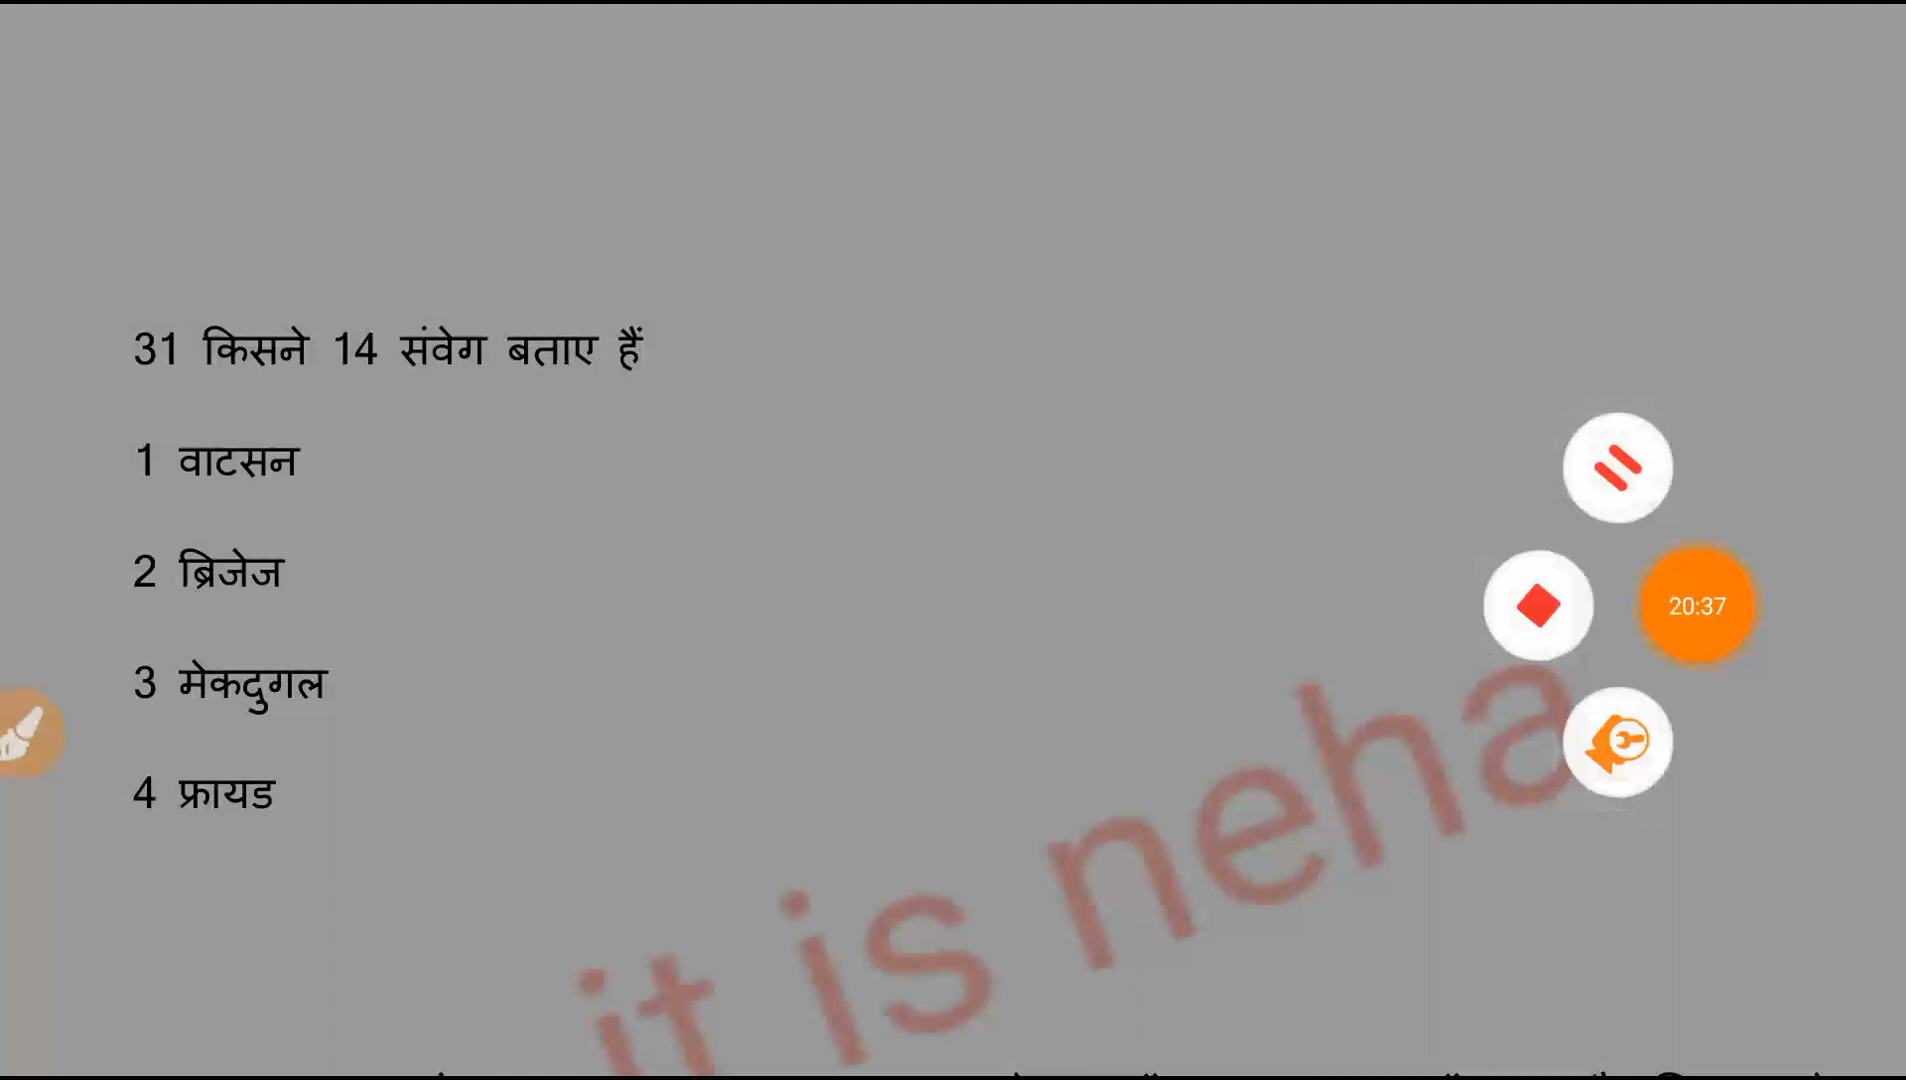 31 किसने 14 संवेग बताए हैं
1 वाटसन
2 ब्रिजेज
3 मेकदुगल
20:37
4 फ्रायड
it is neha